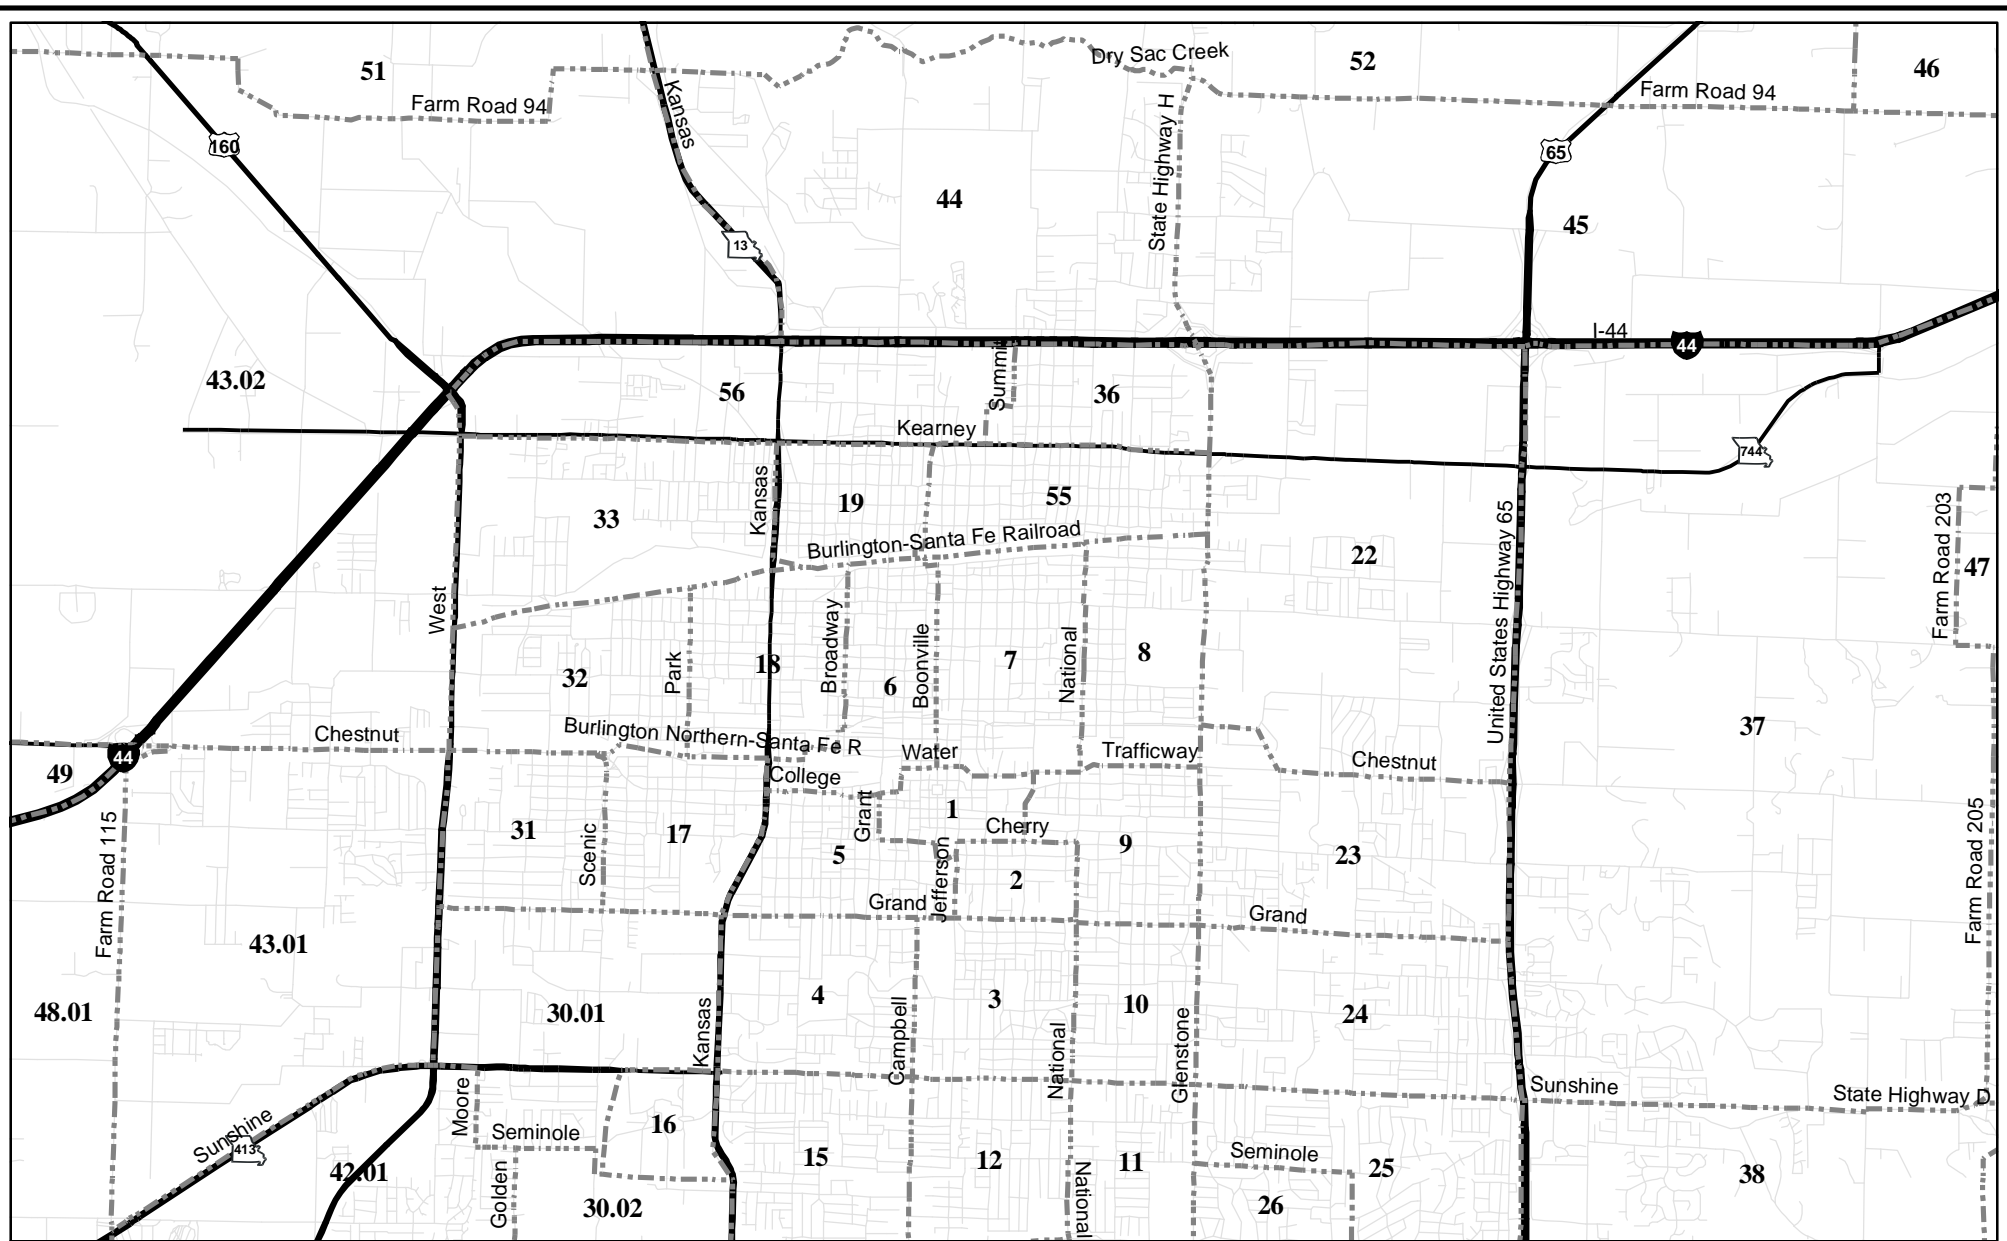 51
Farm Road 94
160
Kansas
Dry Sac Creek
52
Farm Road 94
46
State Highway H
65
44
45
13
I-44
44
43.02
56
Summit
36
Kearney
744
33
Kansas
19
55
Burlington-Santa Fe Railroad
22
United States Highway 65
Farm Road 203
47
West
32
Park
18
Broadway
6
Boonville
7
National
8
37
Chestnut
Burlington Northern-Santa Fe R
Water
Trafficway
Chestnut
44
49
College
Farm Road 115
31
Scenic
17
Grant
1
Cherry
5
9
23
Farm Road 205
Jefferson
2
Grand
Grand
43.01
48.01
30.01
Kansas
4
Campbell
3
National
10
Glenstone
24
Sunshine
State Highway D
Sunshine
413
Moore
Seminole
16
15
12
11
Seminole
25
38
42.01
Golden
30.02
National
26